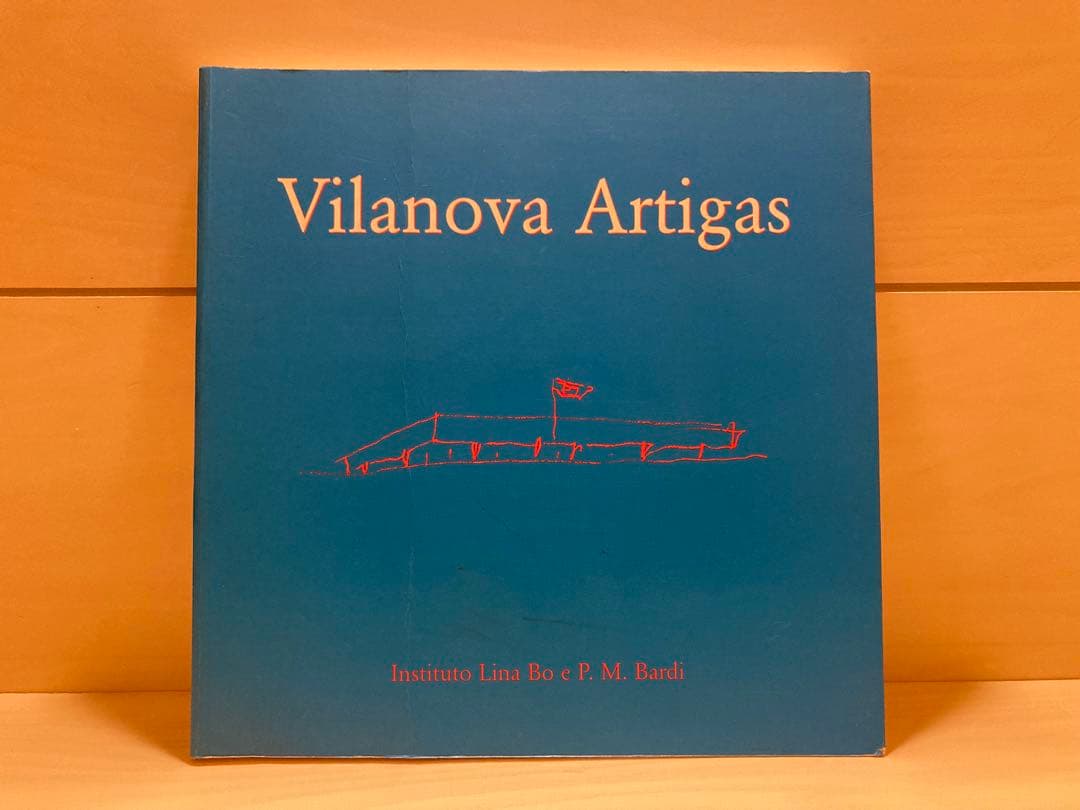 Vilanova Artigas
Instituto Lina Bo e P. M. Bardi